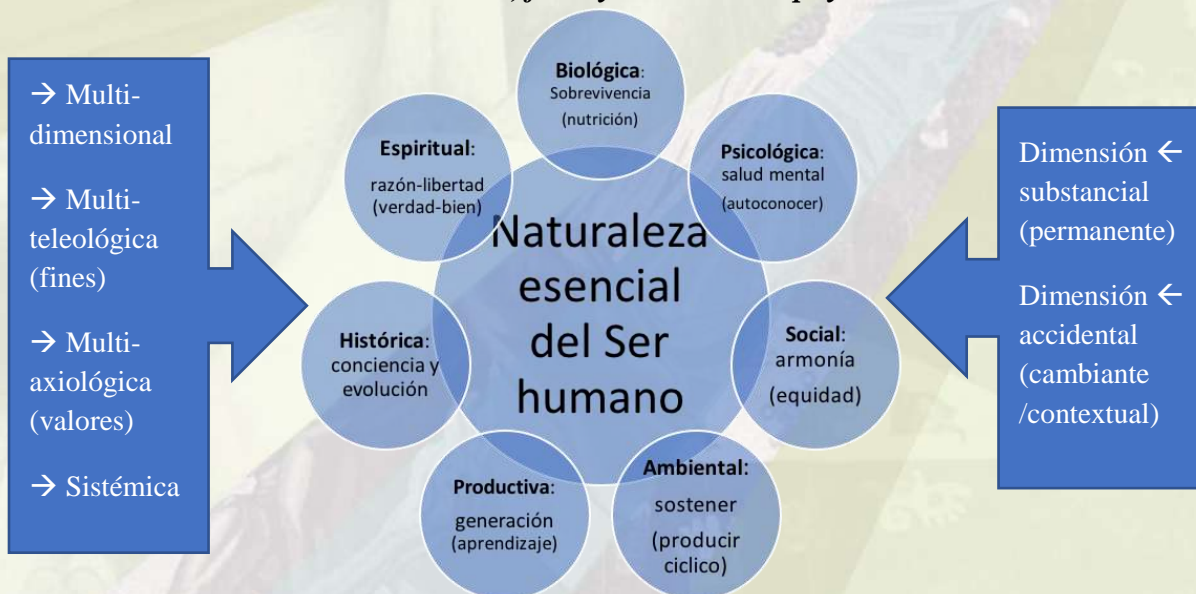 → Multi-
dimensional
→ Multi-
teleológica
(fines)
→ Multi-
axiológica
(valores)
→ Sistémica
Biológica:
Sobrevivencia
(nutrición)
Psicológica:
salud mental
(autoconocer)
Social:
armonía
(equidad)
Ambiental:
sostener
(producir
ciclico)
Productiva:
generación
(aprendizaje)
Histórica:
conciencia y
evolución
Espiritual:
razón-libertad
(verdad-bien)
Naturaleza
esencial
del Ser
humano
Dimensión ←
substancial
(permanente)
Dimensión ←
accidental
(cambiante
/contextual)